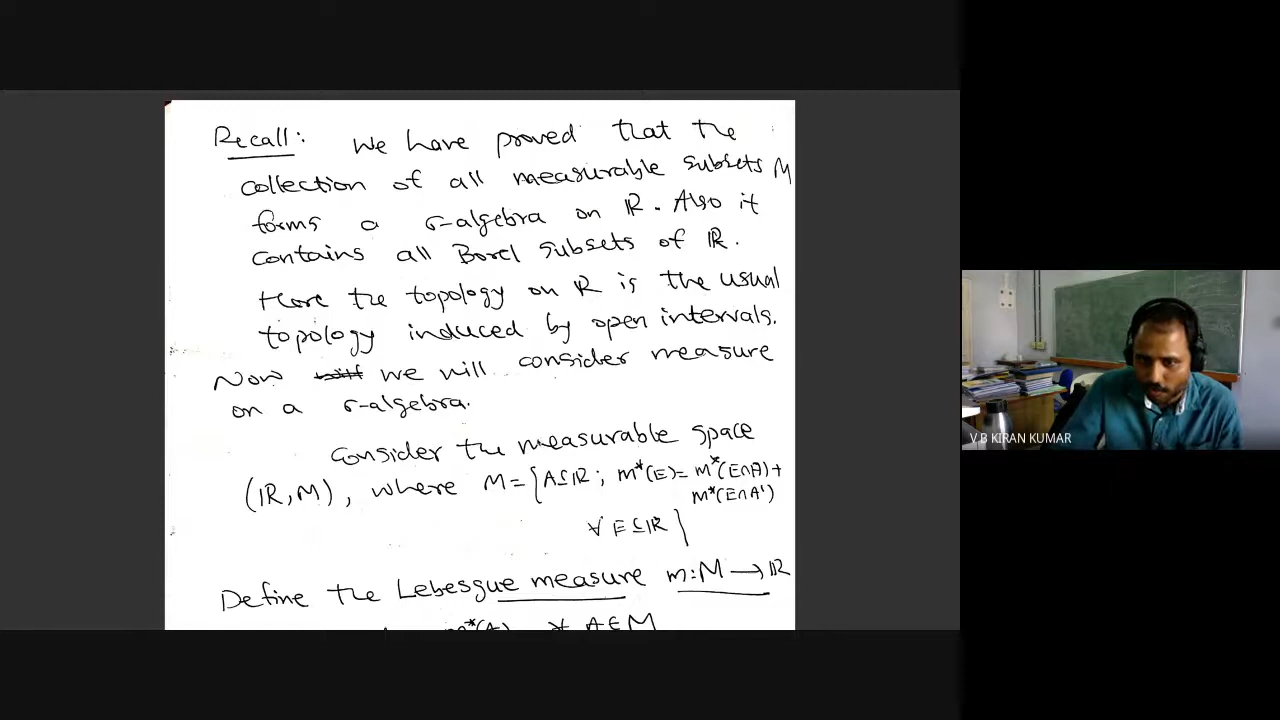 Recall: We have proved that the
collection of all measurable subsets M
forms a σ-algebra on ℝ. Also it
contains all Borel subsets of ℝ.
Here the topology on ℝ is the usual
topology induced by open intervals.
Now we will consider measure
on a σ-algebra.
Consider the measurable space
(ℝ, M), where M = {A⊆ℝ; m*(E) = m*(E∩A) +
m*(E∩A')
∀ E⊆ℝ}
Define the Lebesgue measure m: M → ℝ
m*(A) ∀ A∈M
V B KIRAN KUMAR